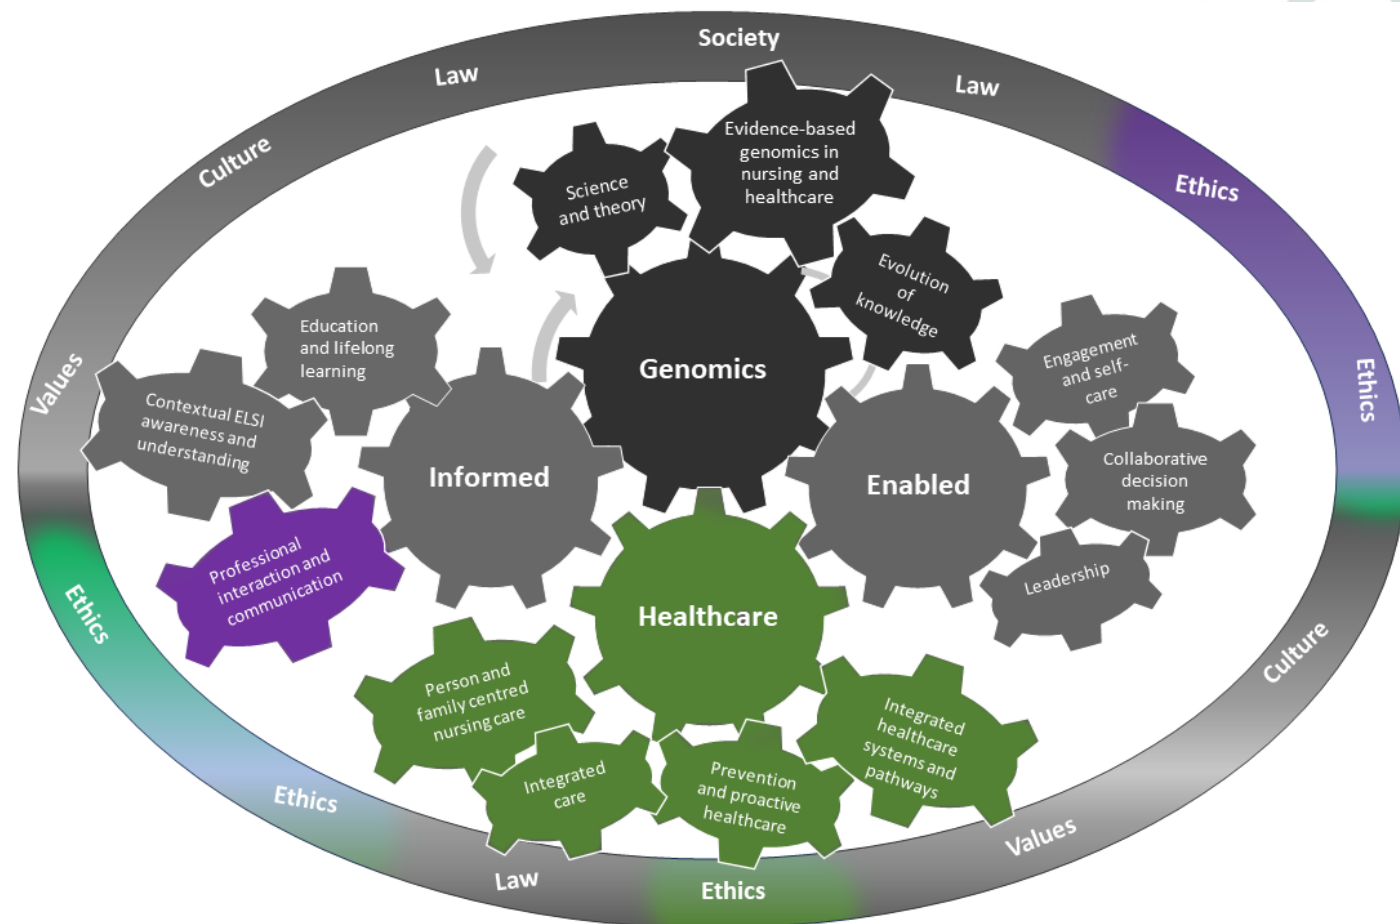 Society
Law
Law
Culture
Ethics
Values
Ethics
Ethics
Culture
Ethics
Values
Law
Ethics
Evidence-based
genomics in
nursing and
healthcare
Science
and theory
Evolution
of
knowledge
Genomics
Education
and lifelong
learning
Contextual ELSI
awareness and
understanding
Professional
interaction and
communication
Informed
Engagement
and self-
care
Collaborative
decision
making
Leadership
Enabled
Healthcare
Person and
family centred
nursing care
Integrated
care
Prevention
and proactive
healthcare
Integrated
healthcare
systems and
pathways